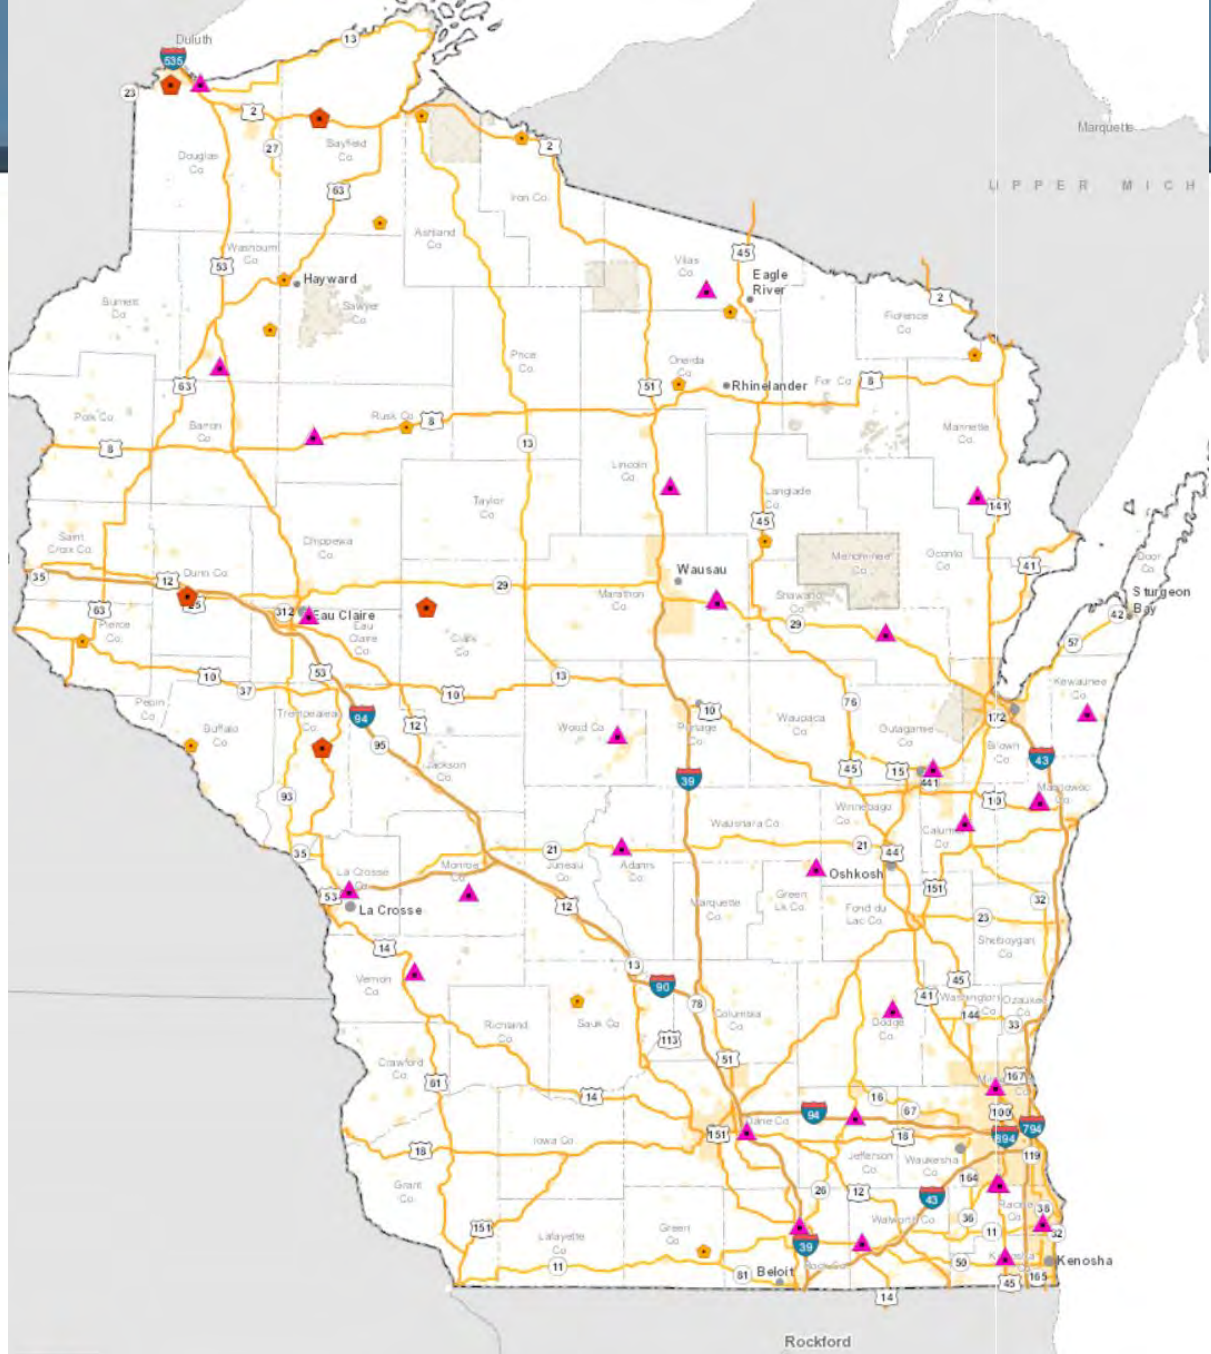 Duluth
535
13
23
2
27
Douglas
Co.
Bayfield
Co.
2
Marquette
UPPER MICH
63
Iron Co.
Ashland
Co.
Washburn
Co.
53
45
Vilas
Co.
Hayward
Eagle
River
2
Burnett
Co.
Sawyer
Co.
Florence
Co.
Price
Co.
Oneida
Co.
63
51
Rhinelander
For Co.
8
Polk Co.
Barron
Co.
Rusk Co.
8
Marinette
Co.
8
13
Lincoln
Co.
Taylor
Co.
Langlade
Co.
141
45
Saint
Croix Co.
Chippewa
Co.
Menominee
Co.
Oconto
Co.
Door
Co.
41
35
12
Dunn Co.
25
29
Wausau
Marathon
Co.
Shawano
Co.
Sturgeon
Bay
63
312
Eau Claire
29
42
Pierce
Co.
Eau
Claire
Co.
Clark
Co.
57
53
10
37
13
10
Kewaunee
Co.
Pepin
Co.
Buffalo
Co.
Trempealeau
Co.
94
12
76
Portage
Co.
10
Waupaca
Co.
172
Wood Co.
Outagamie
Co.
Brown
Co.
95
Jackson
Co.
39
45
15
441
43
93
Manitowoc
Co.
10
Winnebago
Co.
Waushara Co.
Calumet
Co.
35
21
21
44
La Crosse
Co.
Monroe
Co.
Juneau
Co.
Adams
Co.
Oshkosh
53
La Crosse
12
Marquette
Co.
Green
Lk Co.
Fond du
Lac Co.
151
32
23
14
Sheboygan
Co.
13
Vernon
Co.
90
78
45
41
Washington
Co.
Ozaukee
Co.
144
33
Richland
Co.
Sauk Co.
Columbia
Co.
Dodge
Co.
113
Crawford
Co.
51
61
14
167
16
67
94
100
794
894
151
Dane Co.
18
18
Iowa Co.
119
Jefferson
Co.
Waukesha
Co.
164
Grant
Co.
26
12
43
Racine
Co.
38
36
151
Walworth Co.
11
32
Lafayette
Co.
Green
Co.
39
11
81
Beloit
Rock Co.
50
Kenosha
45
165
14
Rockford